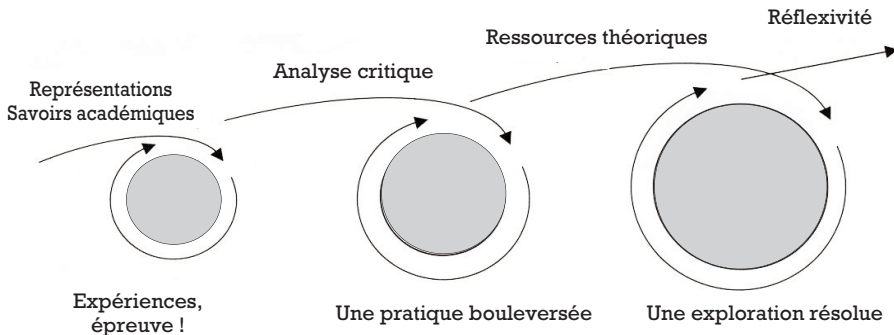 Réflexivité
Ressources théoriques
Analyse critique
Représentations
Savoirs académiques
Expériences,
épreuve !
Une pratique bouleversée
Une exploration résolue